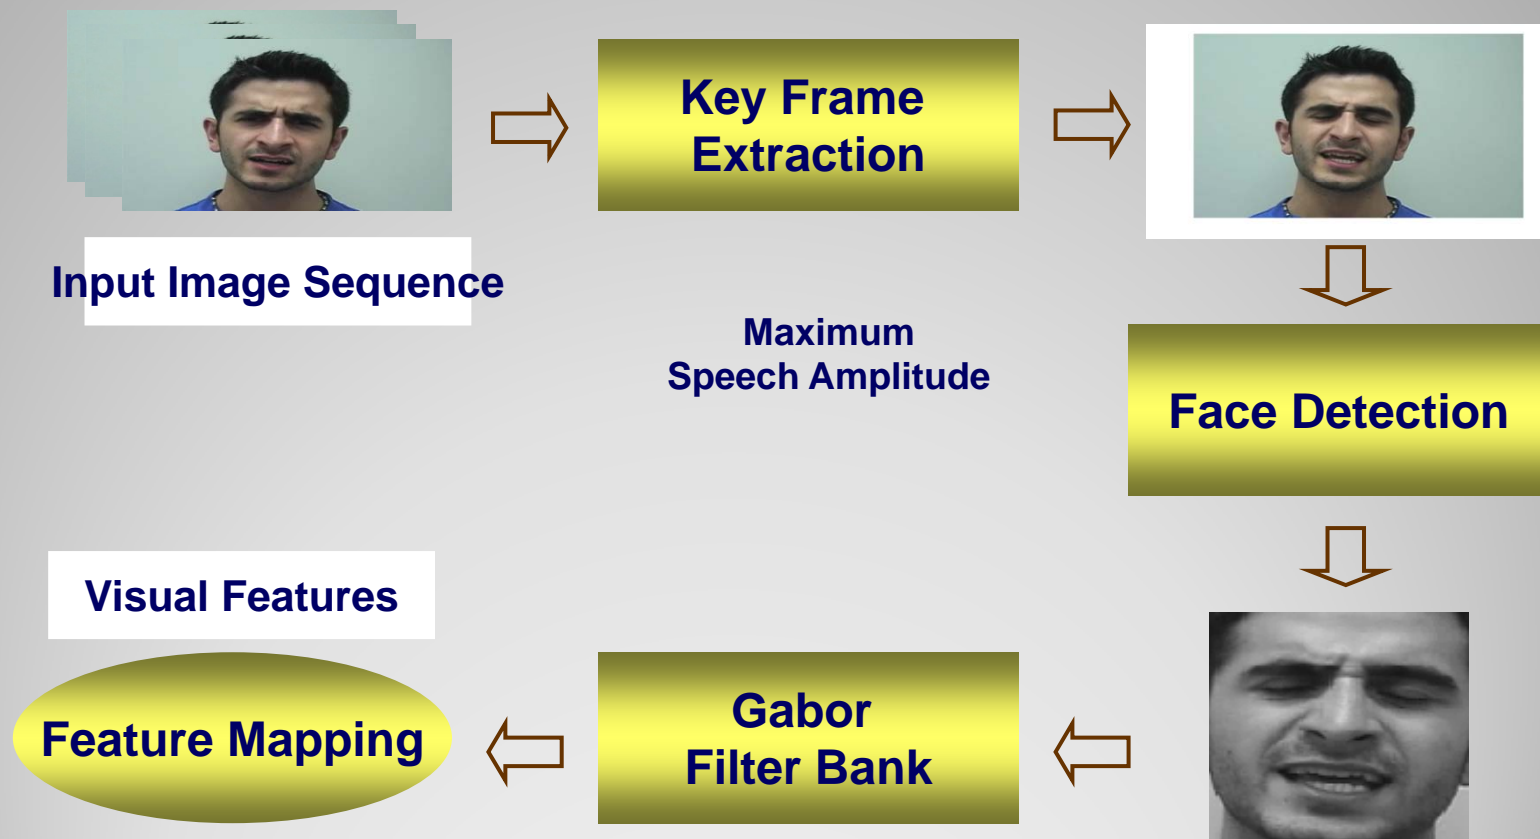 Key Frame
Extraction
Input Image Sequence
Maximum
Speech Amplitude
Face Detection
Visual Features
Feature Mapping
Gabor
Filter Bank